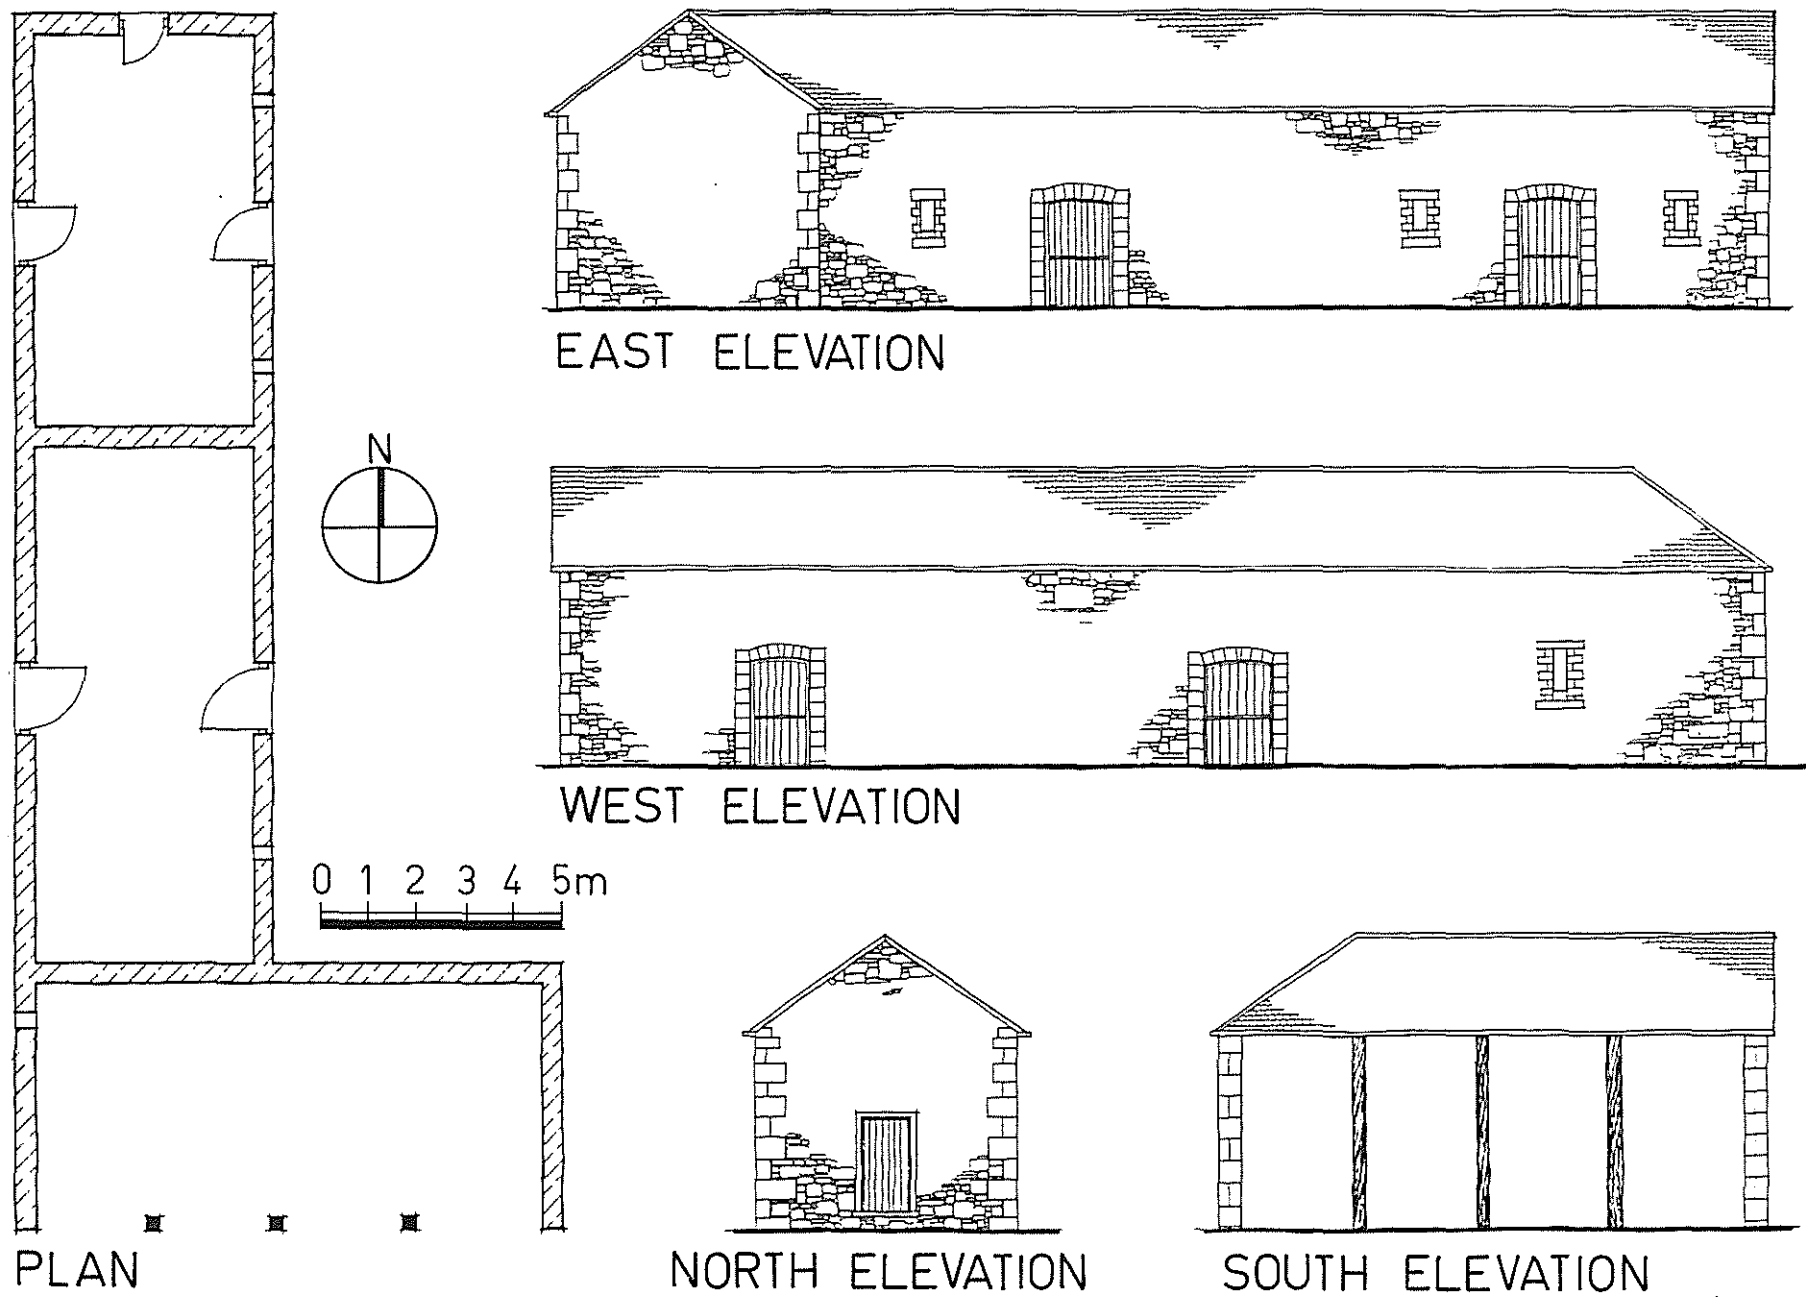 EAST ELEVATION
N
WEST ELEVATION
0 1 2 3 4 5m
PLAN
NORTH ELEVATION
SOUTH ELEVATION